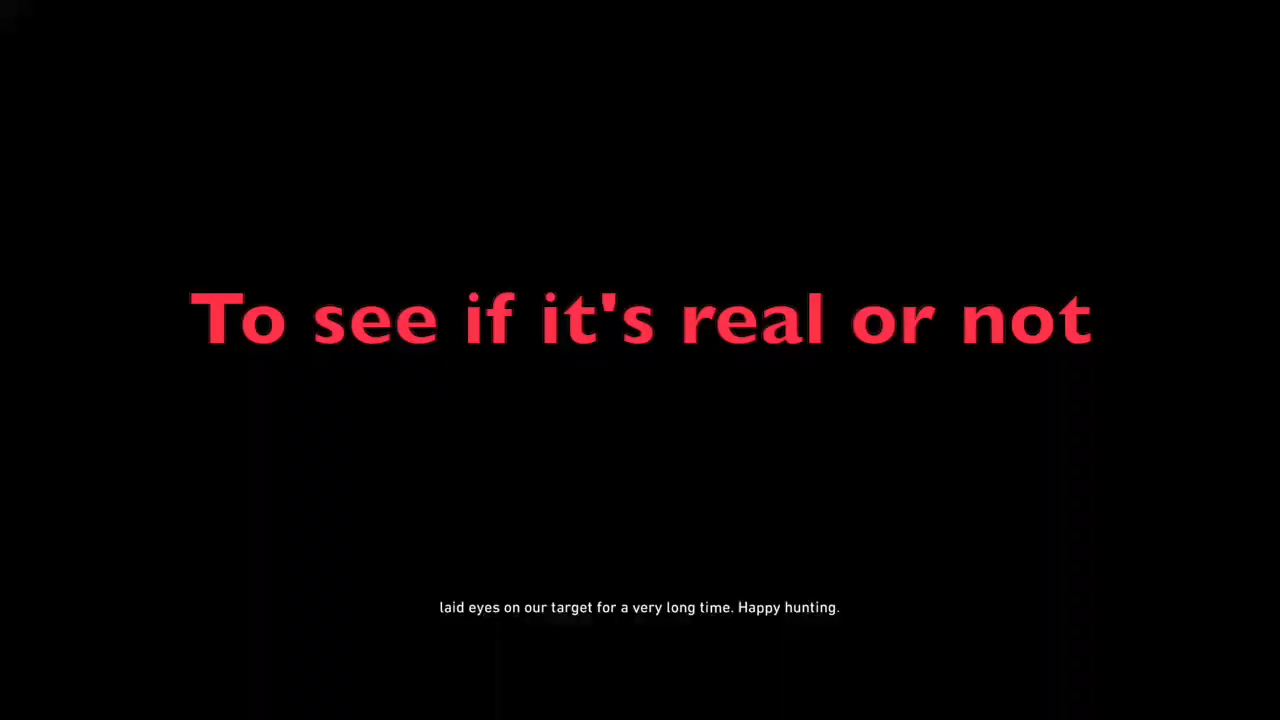 To see if it's real or not
laid eyes on our target for a very long time. Happy hunting.